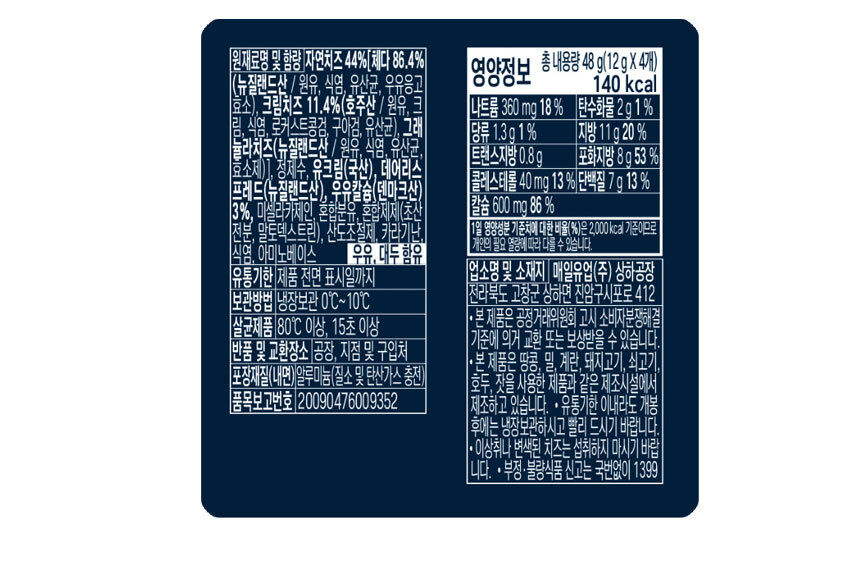 원재료명 및 함량 자연치즈 44%[체다 86.4%
(뉴질랜드산 / 원유, 식염, 유산균, 우유응고
효소), 크림치즈 11.4%(호주산 / 원유, 크
림, 식염, 로커스트콩검, 구아검, 유산균), 그래
뉼라치즈(뉴질랜드산 / 원유, 식염, 유산균,
효소제)], 정제수, 유크림(국산), 데어리스
프레드(뉴질랜드산), 우유칼슘(덴마크산)
3%, 미셀라카제인, 혼합분유, 혼합제제(초산
전분, 말토덱스트린), 산도조절제, 카라기난,
식염, 아미노베이스 우유, 대두 함유
유통기한 제품 전면 표시일까지
보관방법 냉장보관 0℃~10℃
살균제품 80℃ 이상, 15초 이상
반품 및 교환장소 공장, 지점 및 구입처
포장재질(내면) 알루미늄(질소 및 탄산가스 충전)
품목보고번호 20090476009352
영양정보 총 내용량 48 g(12 g X 4개)
140 kcal
나트륨 360 mg 18 % 탄수화물 2 g 1 %
당류 1.3 g 1 % 지방 11 g 20 %
트랜스지방 0.8 g 포화지방 8 g 53 %
콜레스테롤 40 mg 13 % 단백질 7 g 13 %
칼슘 600 mg 86 %
1일 영양성분 기준치에 대한 비율(%)은 2,000 kcal 기준이므로
개인의 필요 열량에 따라 다를 수 있습니다.
업소명 및 소재지 매일유업(주) 상하공장
전라북도 고창군 상하면 진암구시포로 412
• 본 제품은 공정거래위원회 고시 소비자분쟁해결
기준에 의거 교환 또는 보상받을 수 있습니다.
• 본 제품은 땅콩, 밀, 계란, 돼지고기, 쇠고기,
호두, 잣을 사용한 제품과 같은 제조시설에서
제조하고 있습니다. • 유통기한 이내라도 개봉
후에는 냉장보관하시고 빨리 드시기 바랍니다.
• 이상취나 변색된 치즈는 섭취하지 마시기 바랍
니다. • 부정·불량식품 신고는 국번없이 1399